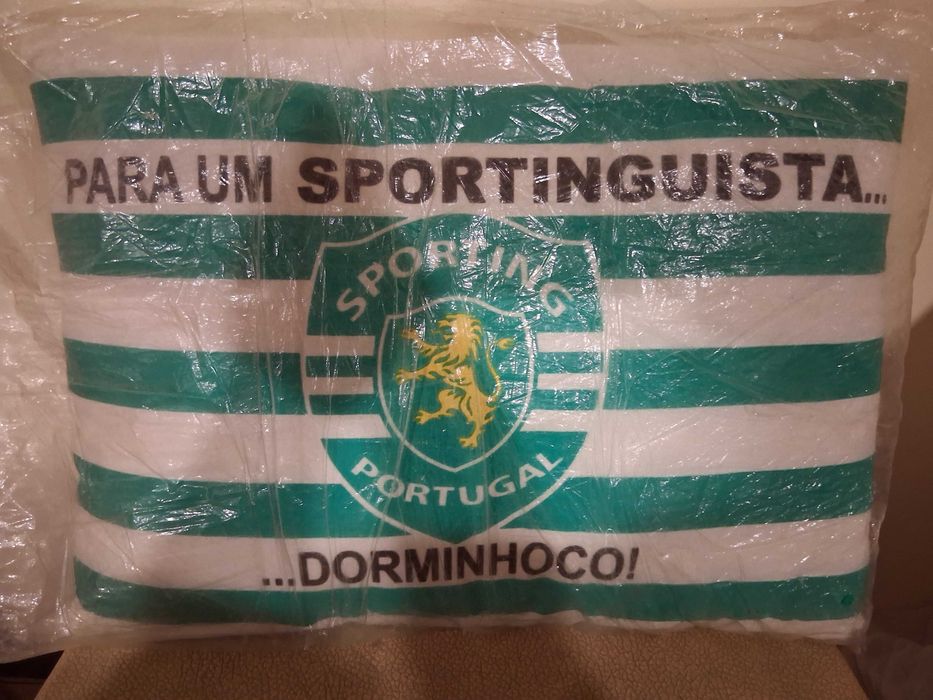 PARA UM SPORTINGUISTA...
SPORTING
PORTUGAL
...DORMINHOCO!